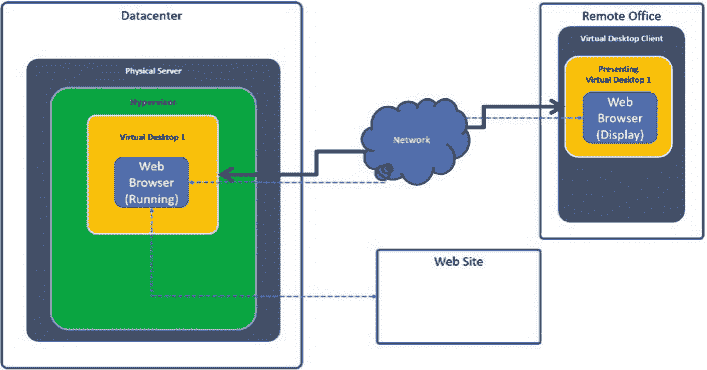 Datacenter
Physical Server
Hypervisor
Virtual Desktop 1
Web
Browser
(Running)
Network
Web Site
Remote Office
Virtual Desktop Client
Presenting
Virtual Desktop 1
Web
Browser
(Display)